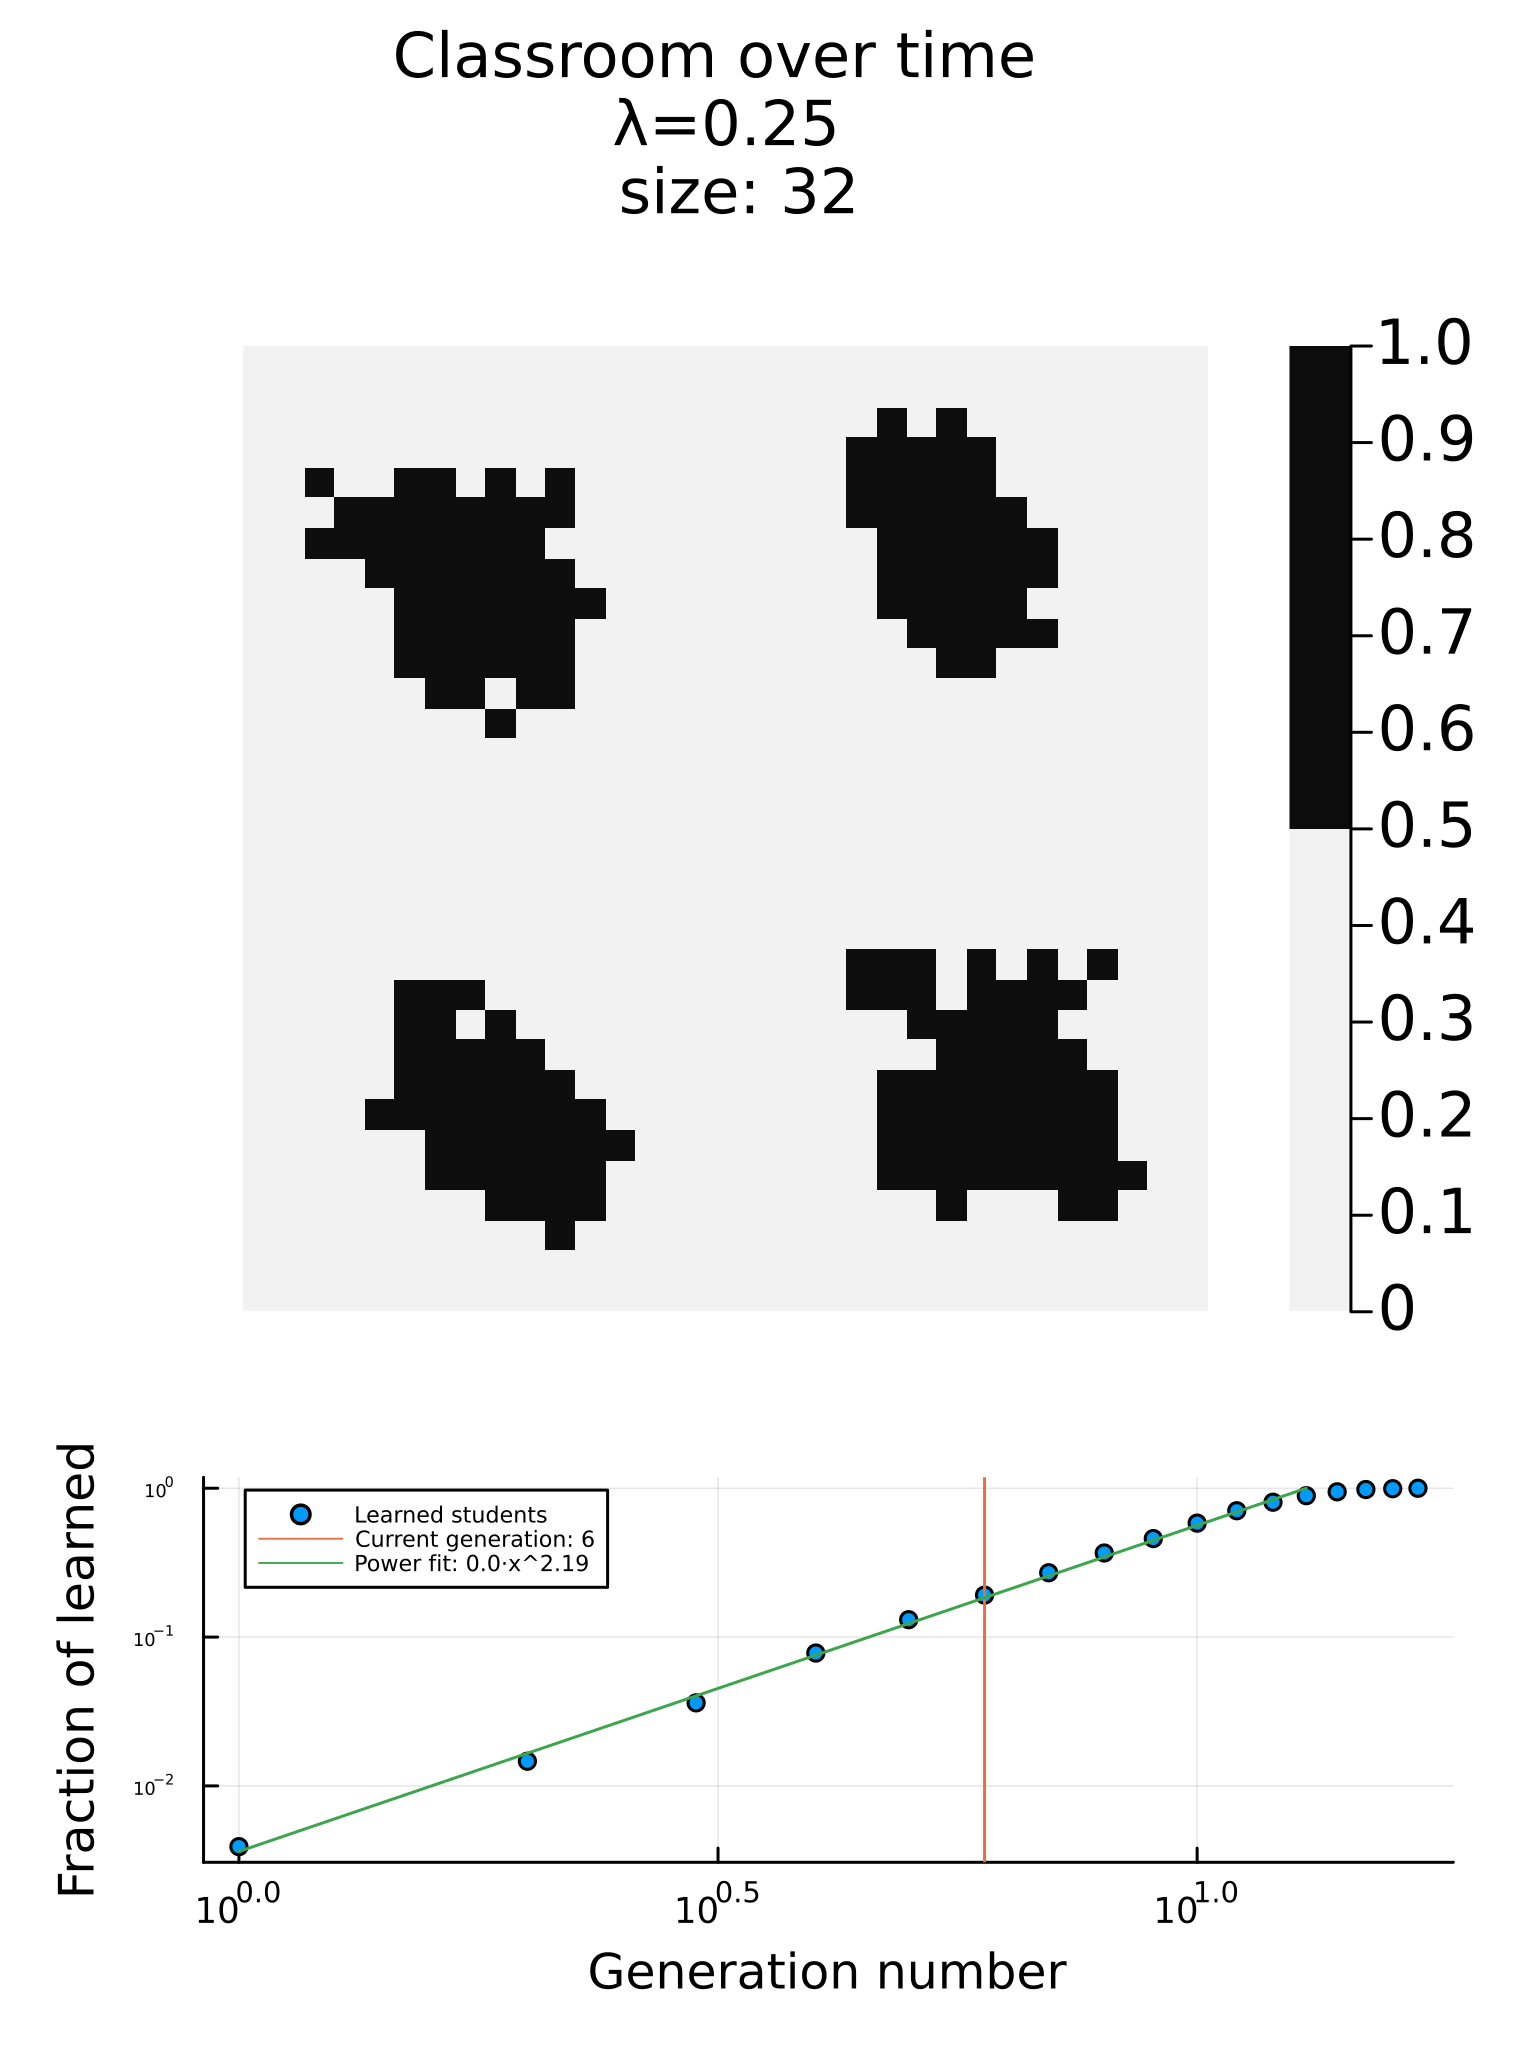 Classroom over time
λ=0.25
size: 32
1.0
0.9
0.8
0.7
0.6
0.5
0.4
0.3
0.2
0.1
0
Fraction of learned
10^0
10^−1
10^−2
Learned students
Current generation: 6
Power fit: 0.0·x^2.19
10^0.0
10^0.5
10^1.0
Generation number